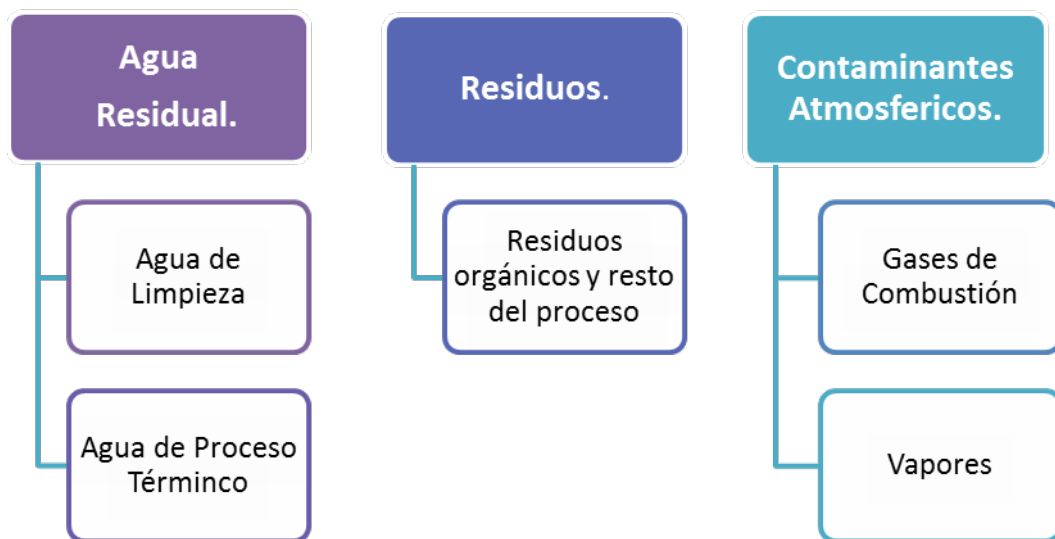 Agua
Residual.
Agua de
Limpieza
Agua de Proceso
Términco
Residuos.
Residuos
orgánicos y resto
del proceso
Contaminantes
Atmosfericos.
Gases de
Combustión
Vapores